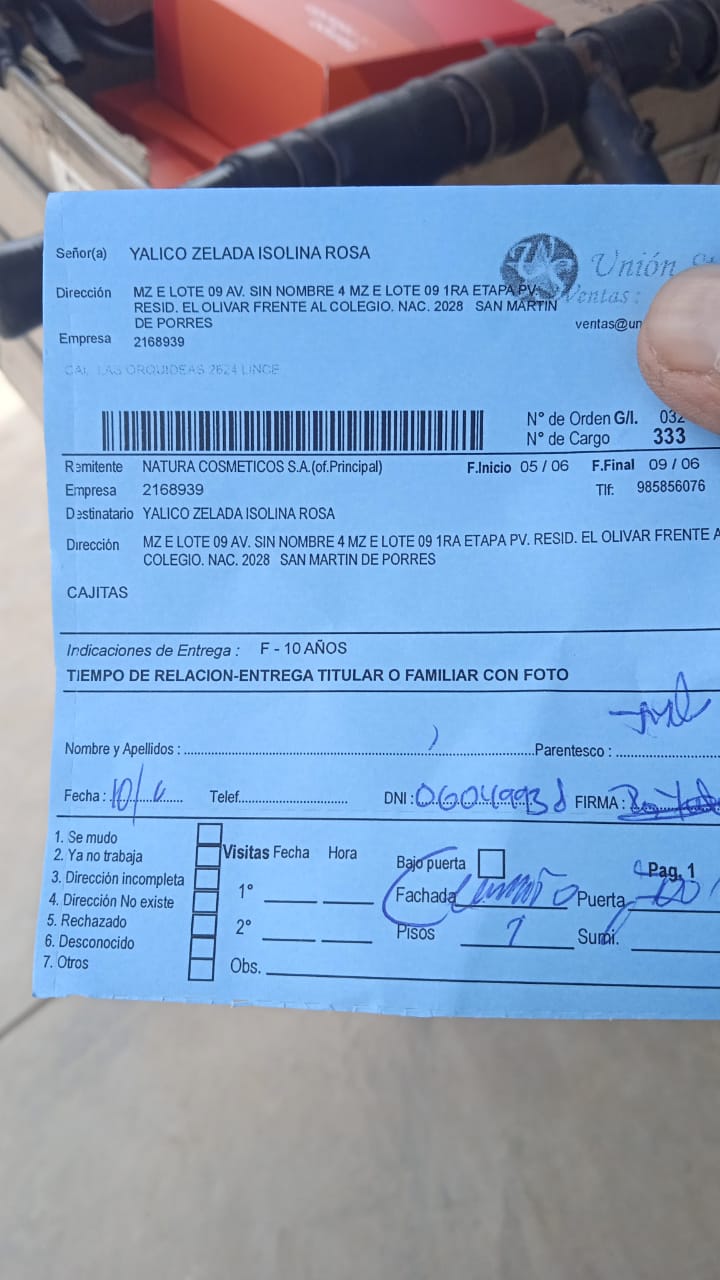 Señor(a) YALICO ZELADA ISOLINA ROSA
Unión
Ventas:
Dirección MZ E LOTE 09 AV. SIN NOMBRE 4 MZ E LOTE 09 1RA ETAPA PV.
RESID. EL OLIVAR FRENTE AL COLEGIO. NAC. 2028 SAN MARTIN
DE PORRES
ventas@un
Empresa 2168939
CAL LAS ORQUIDEAS 2624 LINCE
N° de Orden G/I. 032
N° de Cargo 333
Remitente NATURA COSMETICOS S.A.(of.Principal) F.Inicio 05 / 06 F.Final 09 / 06
Empresa 2168939 Tlf: 985856076
Destinatario YALICO ZELADA ISOLINA ROSA
Dirección MZ E LOTE 09 AV. SIN NOMBRE 4 MZ E LOTE 09 1RA ETAPA PV. RESID. EL OLIVAR FRENTE A
COLEGIO. NAC. 2028 SAN MARTIN DE PORRES
CAJITAS
Indicaciones de Entrega : F - 10 AÑOS
TIEMPO DE RELACION-ENTREGA TITULAR O FAMILIAR CON FOTO
Nombre y Apellidos : Parentesco :
Fecha : 10/ Telef. DNI : FIRMA :
1. Se mudo
2. Ya no trabaja
3. Dirección incompleta
4. Dirección No existe
5. Rechazado
6. Desconocido
7. Otros
Visitas Fecha Hora
1°
2°
Obs.
Bajo puerta Pag. 1
Fachada Puerta
Pisos 1 Sumi.